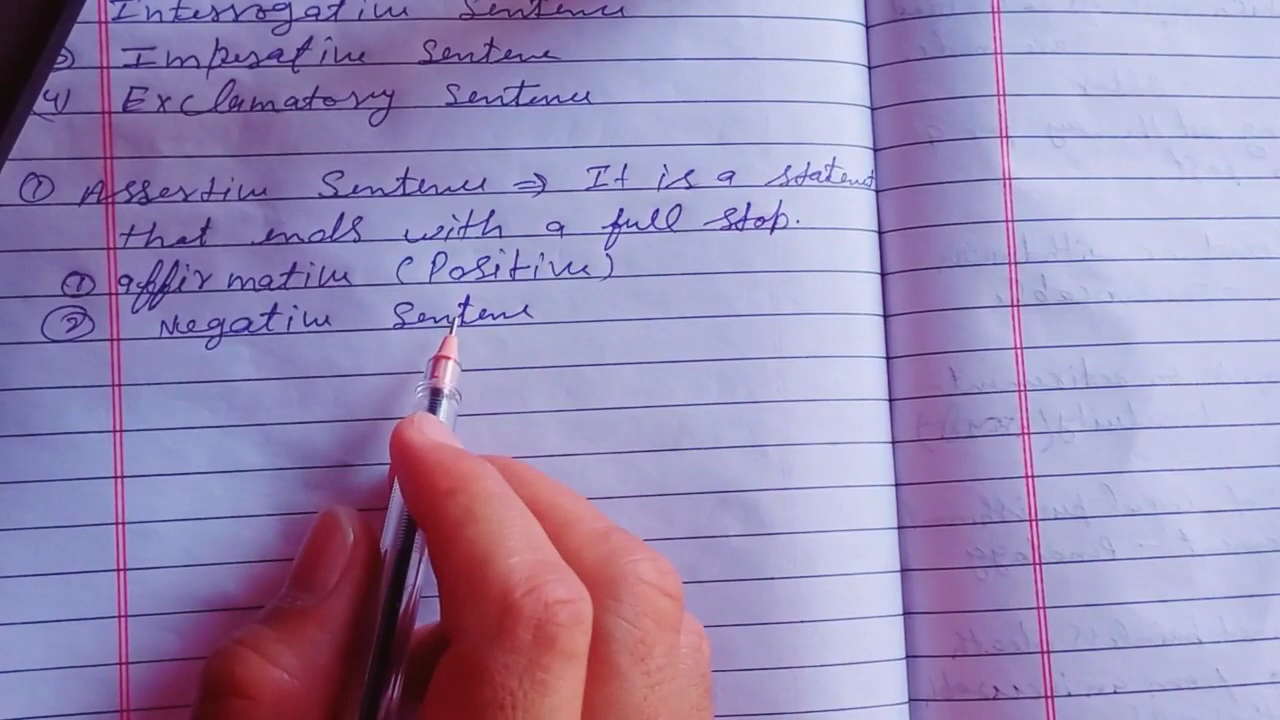 Interrogative Sentence
3) Imperative Sentence
(4) Exclamatory Sentence
① Assertive Sentence ⇒ It is a statement
that ends with a full stop.
① affirmative (Positive)
② Negative Sentence